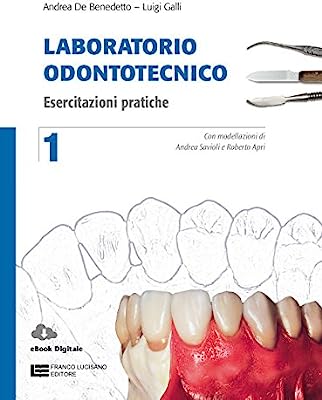 Andrea De Benedetto – Luigi Galli
LABORATORIO
ODONTOTECNICO
Esercitazioni pratiche
1
Con modellazioni di
Andrea Savioli e Roberto Apri
eBook Digitale
FRANCO LUCISANO
EDITORE